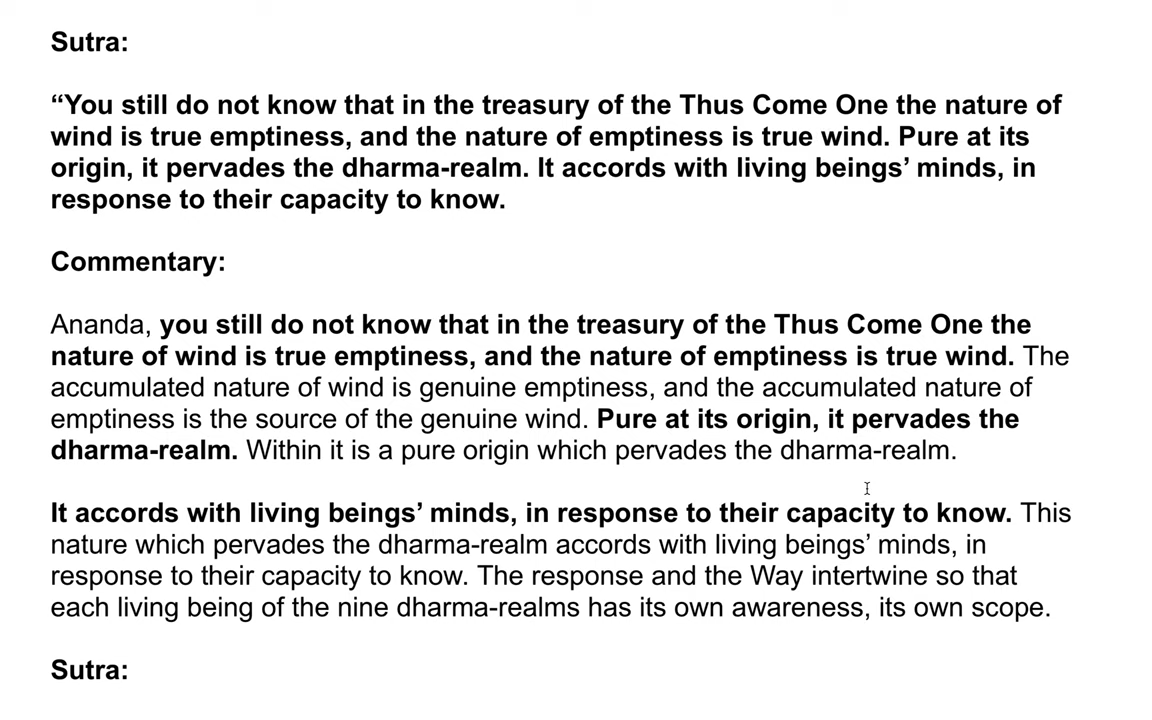 Sutra:
“You still do not know that in the treasury of the Thus Come One the nature of
wind is true emptiness, and the nature of emptiness is true wind. Pure at its
origin, it pervades the dharma-realm. It accords with living beings’ minds, in
response to their capacity to know.
Commentary:
Ananda, you still do not know that in the treasury of the Thus Come One the
nature of wind is true emptiness, and the nature of emptiness is true wind. The
accumulated nature of wind is genuine emptiness, and the accumulated nature of
emptiness is the source of the genuine wind. Pure at its origin, it pervades the
dharma-realm. Within it is a pure origin which pervades the dharma-realm.
It accords with living beings’ minds, in response to their capacity to know. This
nature which pervades the dharma-realm accords with living beings’ minds, in
response to their capacity to know. The response and the Way intertwine so that
each living being of the nine dharma-realms has its own awareness, its own scope.
Sutra: